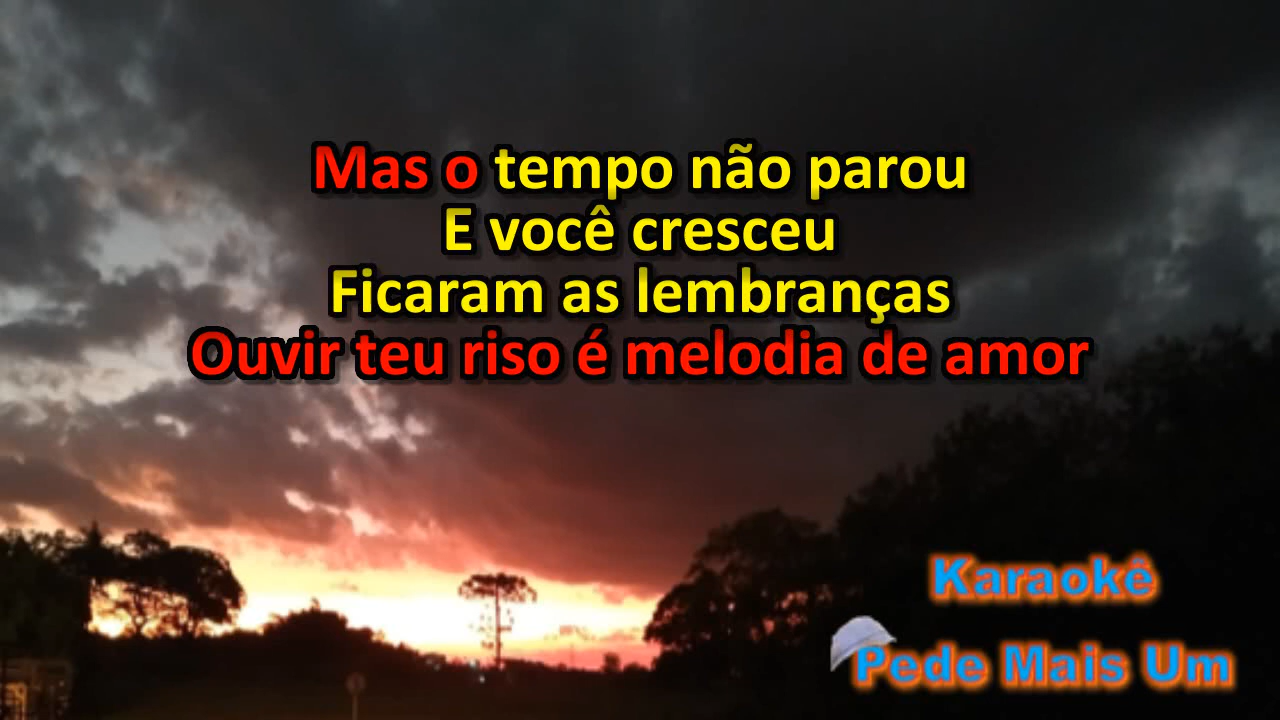 Mas o tempo não parou
E você cresceu
Ficaram as lembranças
Ouvir teu riso é melodia de amor
Karaokê
Pede Mais Um